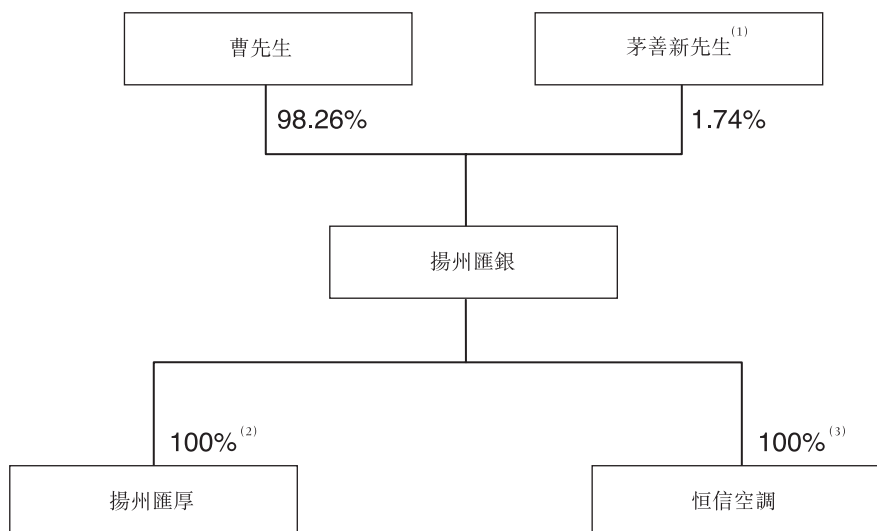 曹先生
茅善新先生(1)
98.26%
1.74%
揚州匯銀
100%(2)
100%(3)
揚州匯厚
恒信空調